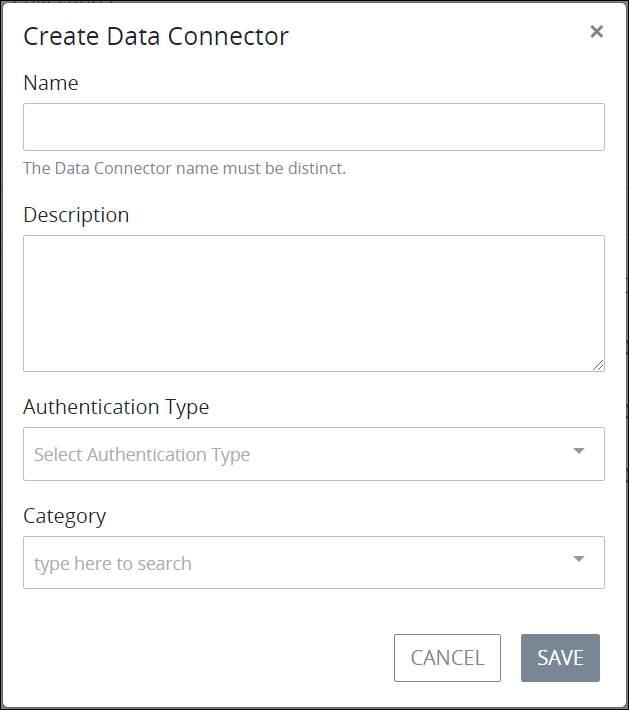 Create Data Connector
×
Name
The Data Connector name must be distinct.
Description
Authentication Type
Select Authentication Type
Category
type here to search
CANCEL SAVE